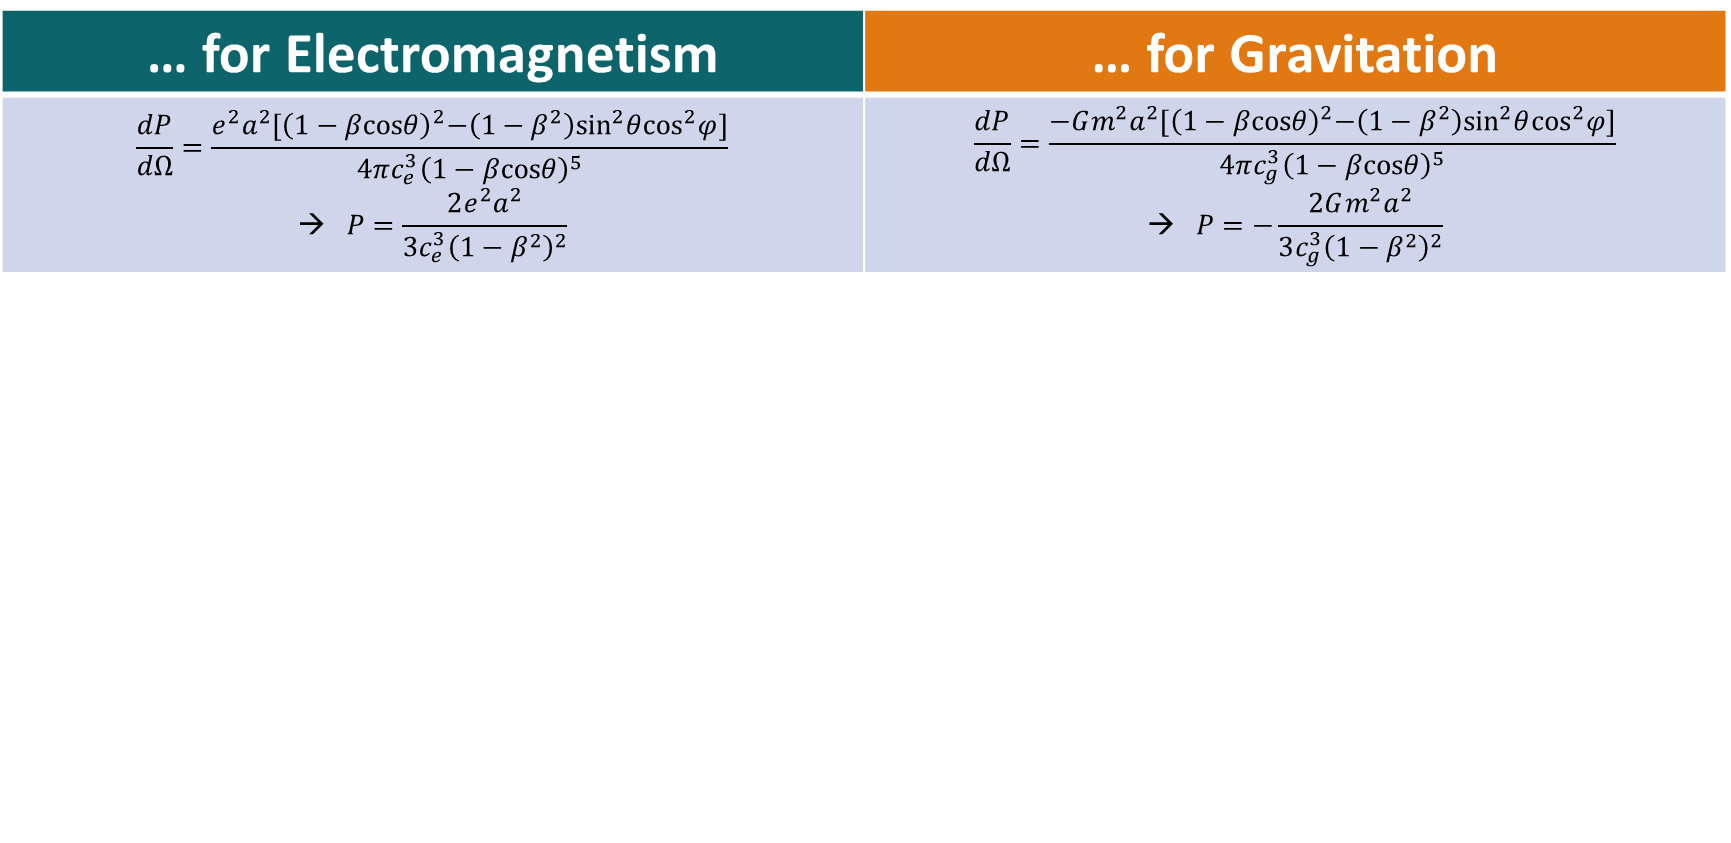 … for Electromagnetism
… for Gravitation
dP/dΩ = e²a²[(1 − βcosθ)²−(1 − β²)sin²θcos²φ] / 4πcₑ³(1 − βcosθ)⁵
→ P = 2e²a² / 3cₑ³(1 − β²)²
dP/dΩ = −Gm²a²[(1 − βcosθ)²−(1 − β²)sin²θcos²φ] / 4πc_g³(1 − βcosθ)⁵
→ P = − 2Gm²a² / 3c_g³(1 − β²)²